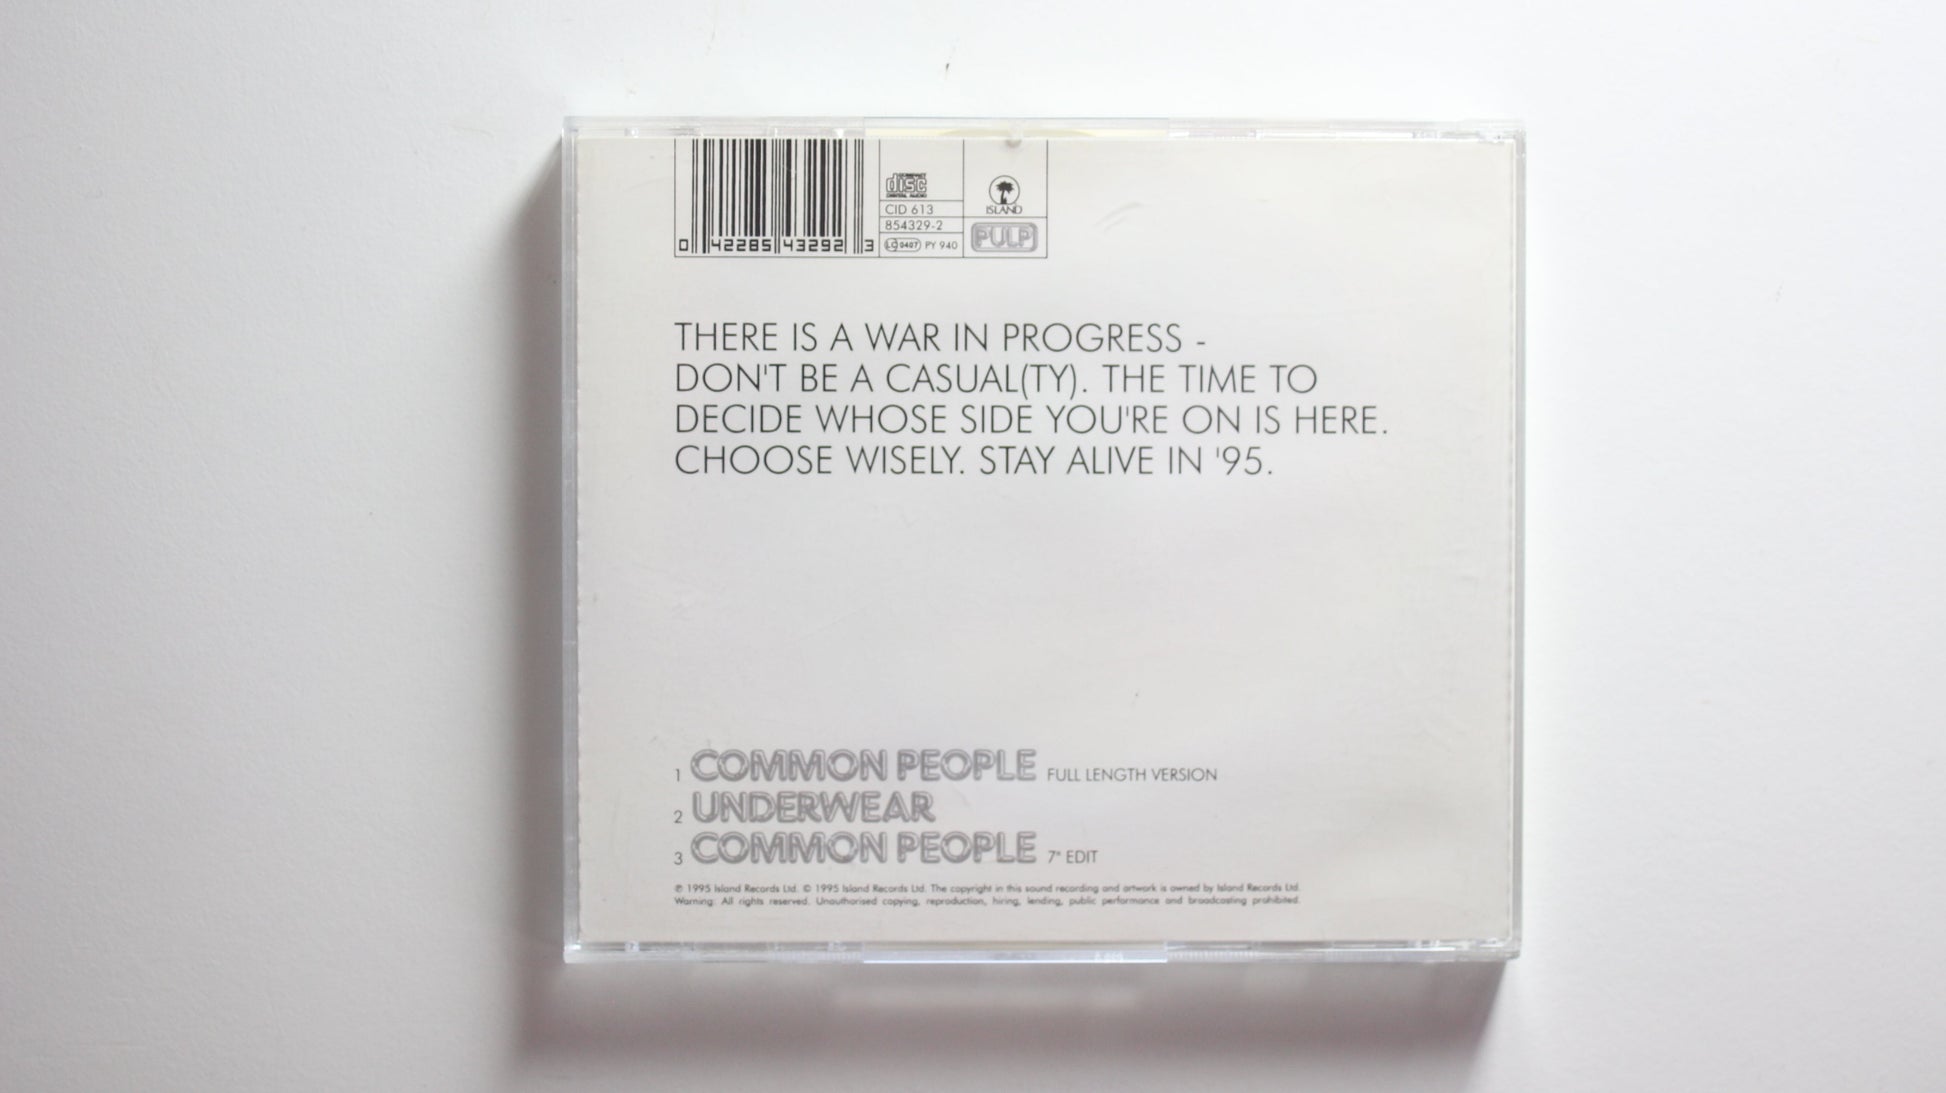 0 42285 43292 3
COMPACT
disc
DIGITAL AUDIO
CID 613
854329-2
LC 0407 PY 940
ISLAND
PULP
THERE IS A WAR IN PROGRESS -
DON'T BE A CASUAL(TY). THE TIME TO
DECIDE WHOSE SIDE YOU'RE ON IS HERE.
CHOOSE WISELY. STAY ALIVE IN '95.
1 COMMON PEOPLE FULL LENGTH VERSION
2 UNDERWEAR
3 COMMON PEOPLE 7" EDIT
℗ 1995 Island Records Ltd. © 1995 Island Records Ltd. The copyright in this sound recording and artwork is owned by Island Records Ltd.
Warning: All rights reserved. Unauthorised copying, reproduction, hiring, lending, public performance and broadcasting prohibited.